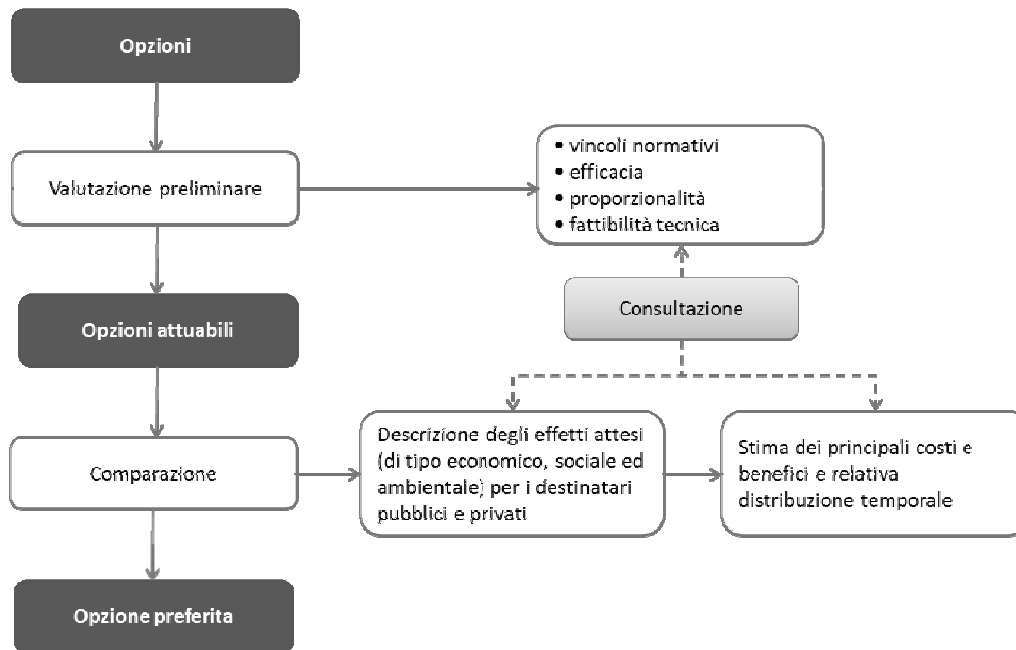 Opzioni
Valutazione preliminare
• vincoli normativi
• efficacia
• proporzionalità
• fattibilità tecnica
Consultazione
Opzioni attuabili
Comparazione
Descrizione degli effetti attesi
(di tipo economico, sociale ed
ambientale) per i destinatari
pubblici e privati
Stima dei principali costi e
benefici e relativa
distribuzione temporale
Opzione preferita